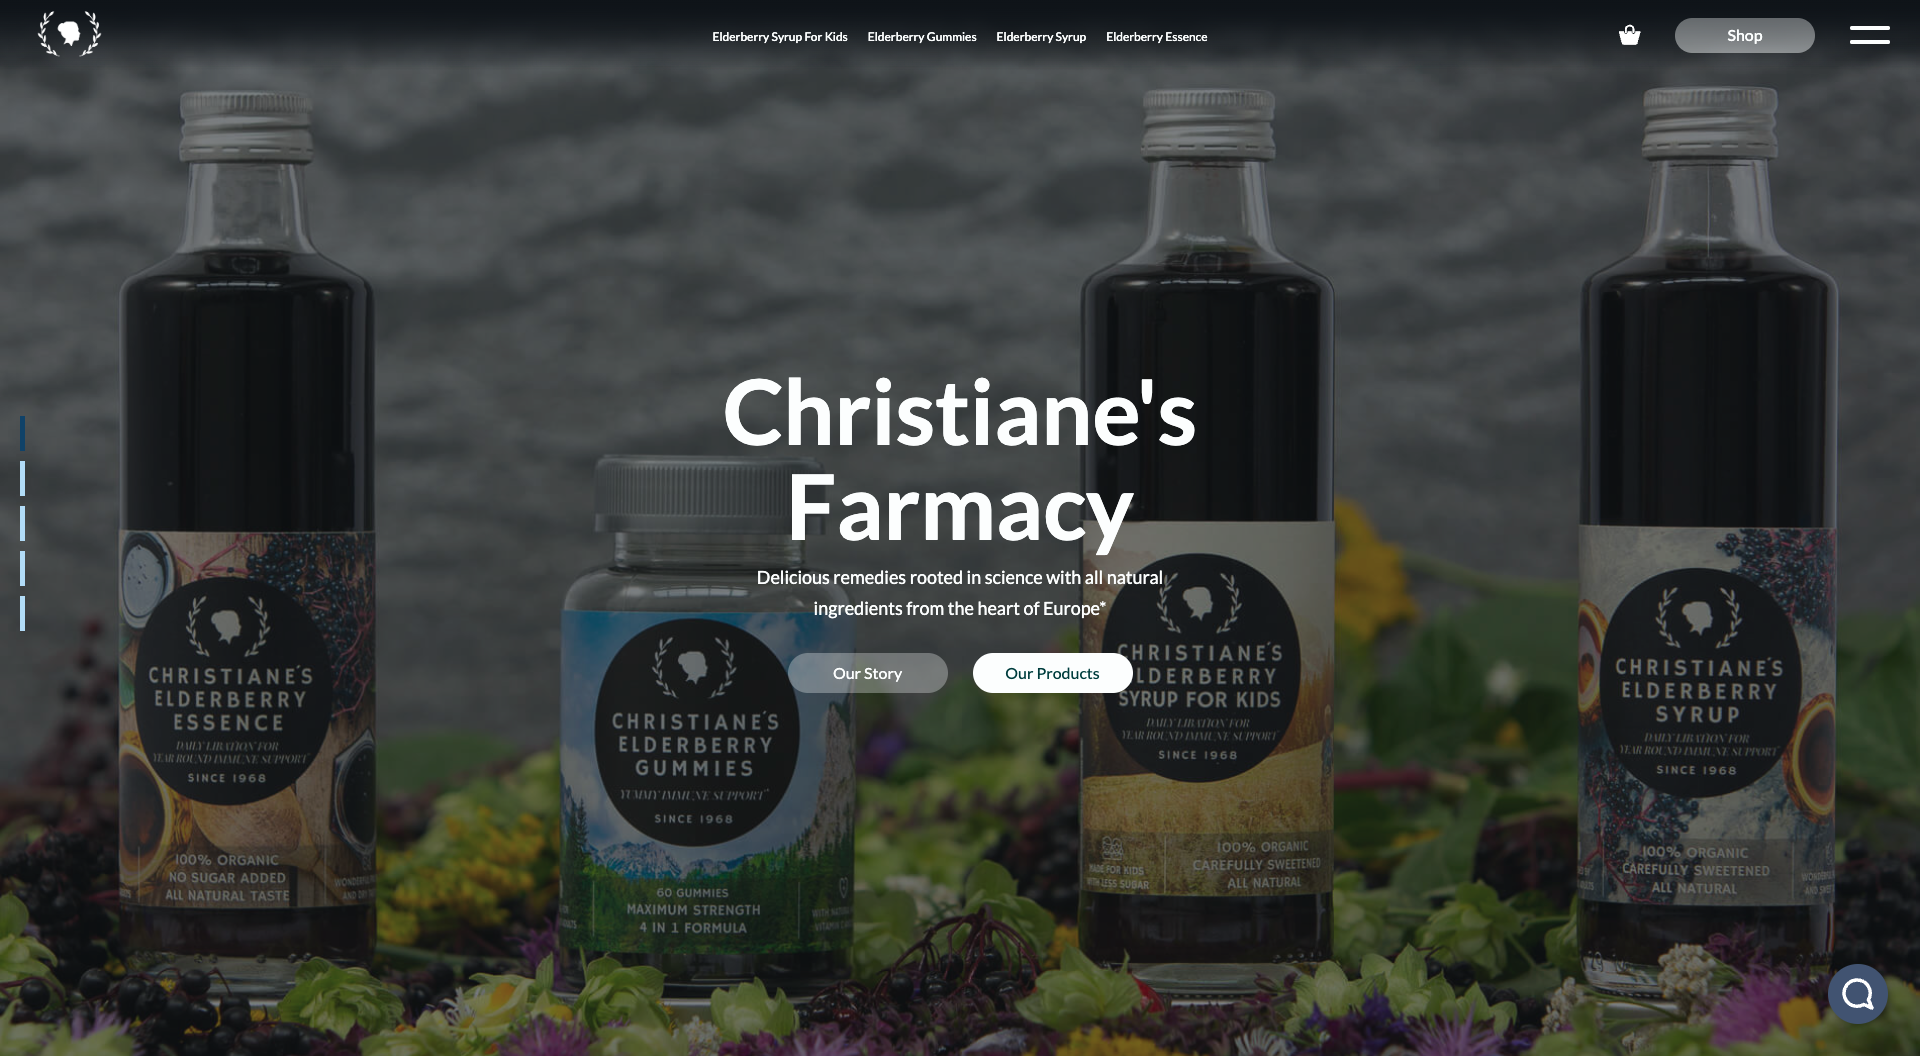 Elderberry Syrup For Kids
Elderberry Gummies
Elderberry Syrup
Elderberry Essence
Shop
Christiane's
Farmacy
Delicious remedies rooted in science with all natural
ingredients from the heart of Europe*
Our Story
Our Products
CHRISTIANE'S
ELDERBERRY
ESSENCE
DAILY LIBATION FOR
YEAR ROUND IMMUNE SUPPORT*
SINCE 1968
100% ORGANIC
NO SUGAR ADDED
ALL NATURAL TASTE
CHRISTIANE'S
ELDERBERRY
GUMMIES
YUMMY IMMUNE SUPPORT*
SINCE 1968
60 GUMMIES
MAXIMUM STRENGTH
4 IN 1 FORMULA
CHRISTIANE'S
ELDERBERRY
SYRUP FOR KIDS
DAILY LIBATION FOR
YEAR ROUND IMMUNE SUPPORT
SINCE 1968
MADE FOR KIDS
WITH LESS SUGAR
100% ORGANIC
CAREFULLY SWEETENED
ALL NATURAL
CHRISTIANE'S
ELDERBERRY
SYRUP
DAILY LIBATION FOR
YEAR ROUND IMMUNE SUPPORT*
SINCE 1968
100% ORGANIC
CAREFULLY SWEETENED
ALL NATURAL